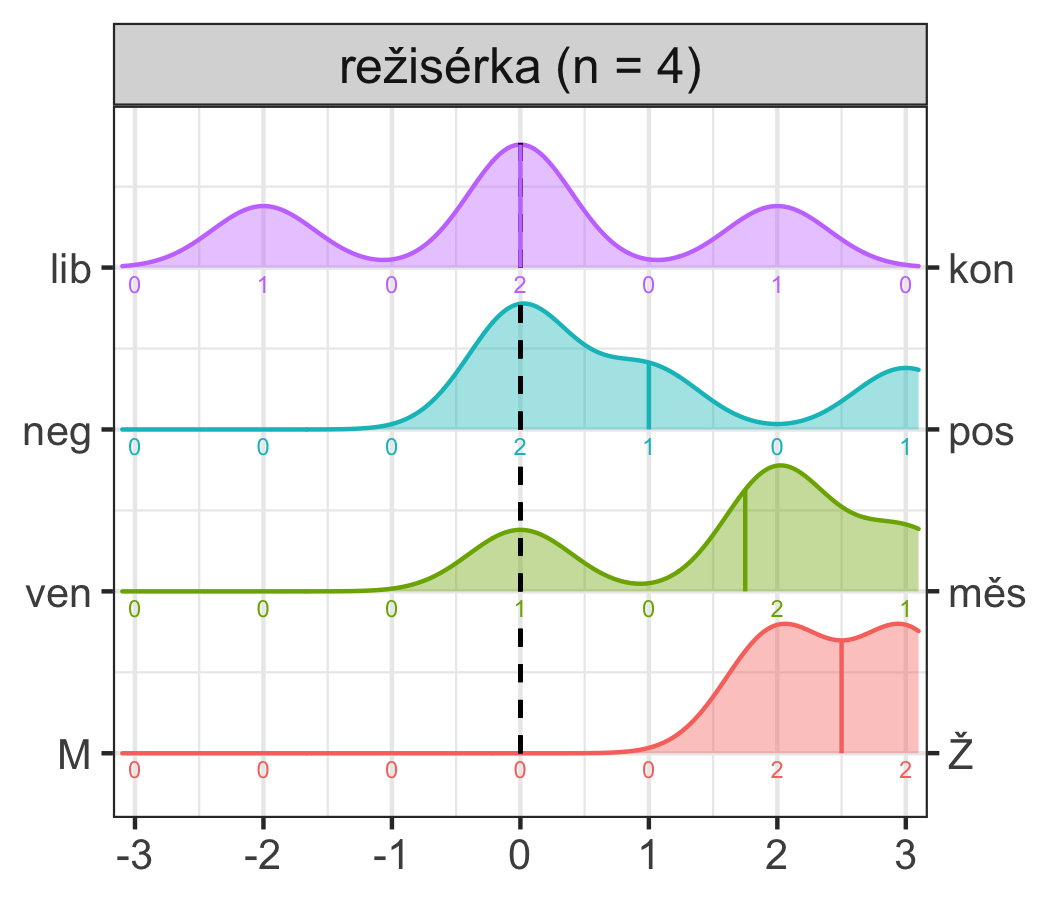 režisérka (n = 4)
lib kon
0 1 0 2 0 1 0
neg pos
0 0 0 2 1 0 1
ven měs
0 0 0 1 0 2 1
M Ž
0 0 0 0 0 2 2
-3 -2 -1 0 1 2 3